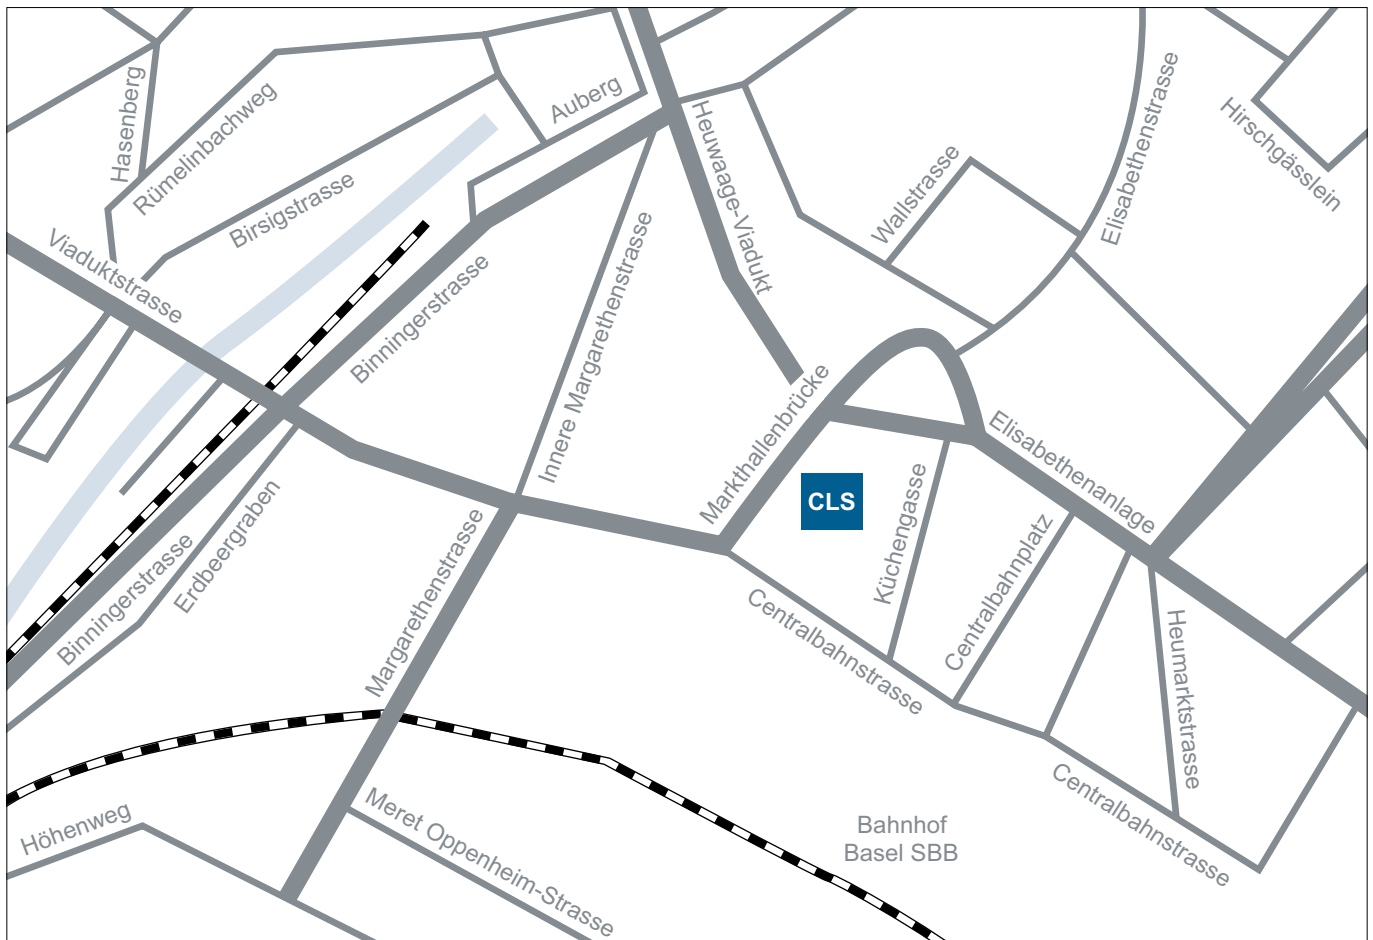 Hasenberg
Rümelinbachweg
Auberg
Birsigstrasse
Viaduktstrasse
Heuwaage-Viadukt
Wallstrasse
Elisabethenstrasse
Hirschgässlein
Binningerstrasse
Innere Margarethenstrasse
Markthallenbrücke
Elisabethenanlage
CLS
Küchengasse
Centralbahnplatz
Erdbergraben
Binningerstrasse
Margarethenstrasse
Centralbahnstrasse
Heumarktstrasse
Centralbahnstrasse
Höhenweg
Meret Oppenheim-Strasse
Bahnhof
Basel SBB